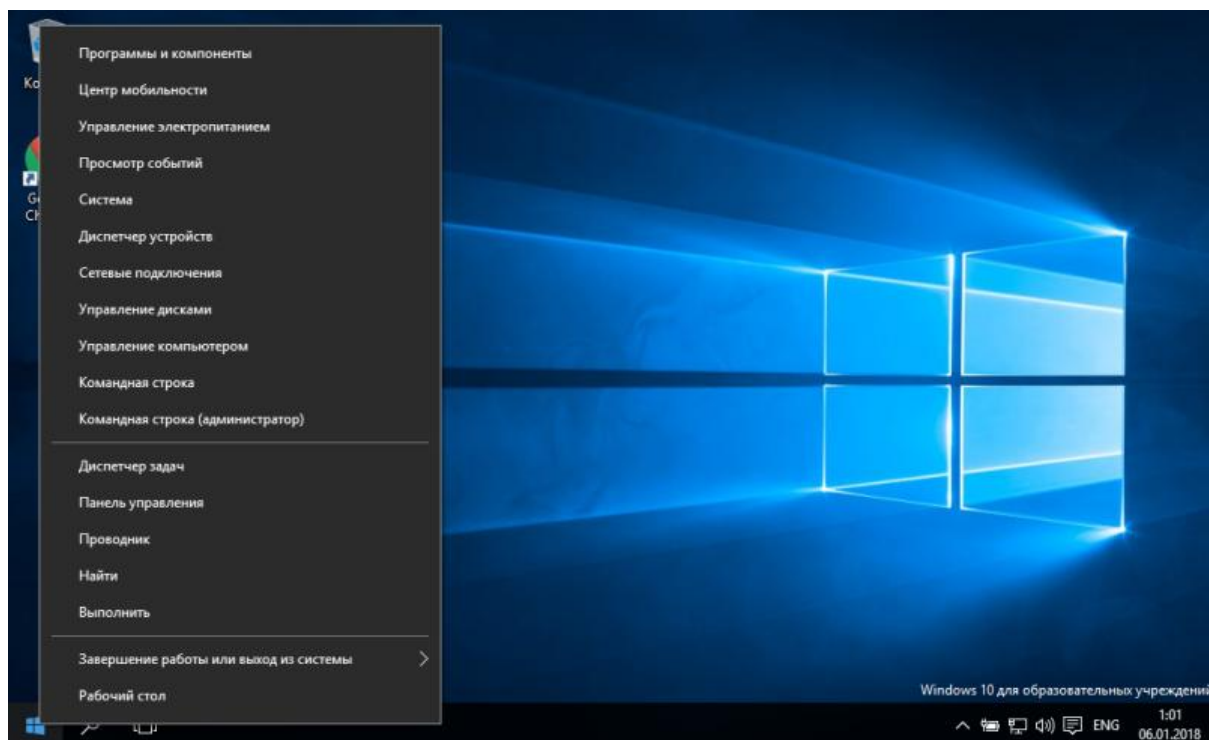 Программы и компоненты
Центр мобильности
Управление электропитанием
Просмотр событий
Система
Диспетчер устройств
Сетевые подключения
Управление дисками
Управление компьютером
Командная строка
Командная строка (администратор)
Диспетчер задач
Панель управления
Проводник
Найти
Выполнить
Завершение работы или выход из системы
Рабочий стол
Windows 10 для образовательных учреждений
ENG
1:01
06.01.2018